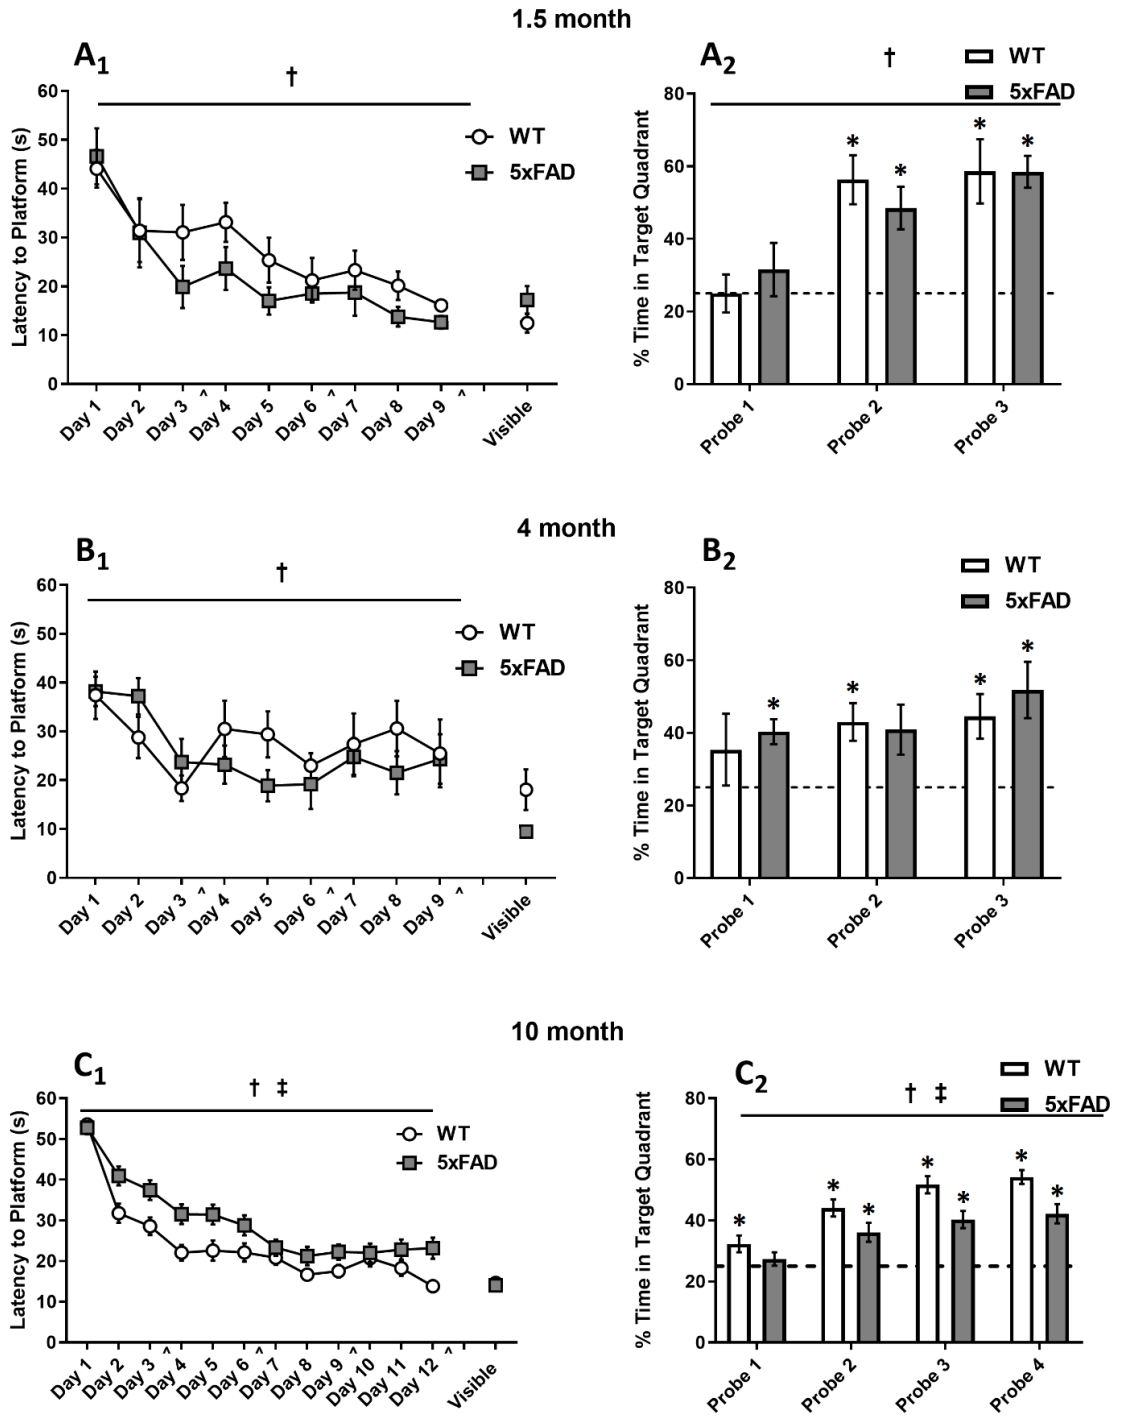 1.5 month
A1
†
WT
5xFAD
Latency to Platform (s)
60
50
40
30
20
10
0
Day 1
Day 2
Day 3
^
Day 4
Day 5
Day 6
^
Day 7
Day 8
Day 9
^
Visible
A2
†
WT
5xFAD
% Time in Target Quadrant
80
60
40
20
0
*
*
*
*
Probe 1
Probe 2
Probe 3
4 month
B1
†
WT
5xFAD
Latency to Platform (s)
60
50
40
30
20
10
0
Day 1
Day 2
Day 3
^
Day 4
Day 5
Day 6
^
Day 7
Day 8
Day 9
^
Visible
B2
WT
5xFAD
% Time in Target Quadrant
80
60
40
20
0
*
*
*
*
Probe 1
Probe 2
Probe 3
10 month
C1
† ‡
WT
5xFAD
Latency to Platform (s)
60
50
40
30
20
10
0
Day 1
Day 2
Day 3
^
Day 4
Day 5
Day 6
^
Day 7
Day 8
Day 9
^
Day 10
Day 11
Day 12
^
Visible
C2
† ‡
WT
5xFAD
% Time in Target Quadrant
80
60
40
20
0
*
*
*
*
*
*
*
Probe 1
Probe 2
Probe 3
Probe 4